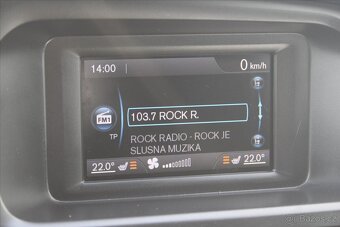 14:00
0 km/h
FM1
103.7 ROCK R.
TP
ROCK RADIO - ROCK JE
SLUSNA MUZIKA
22.0°
22.0°